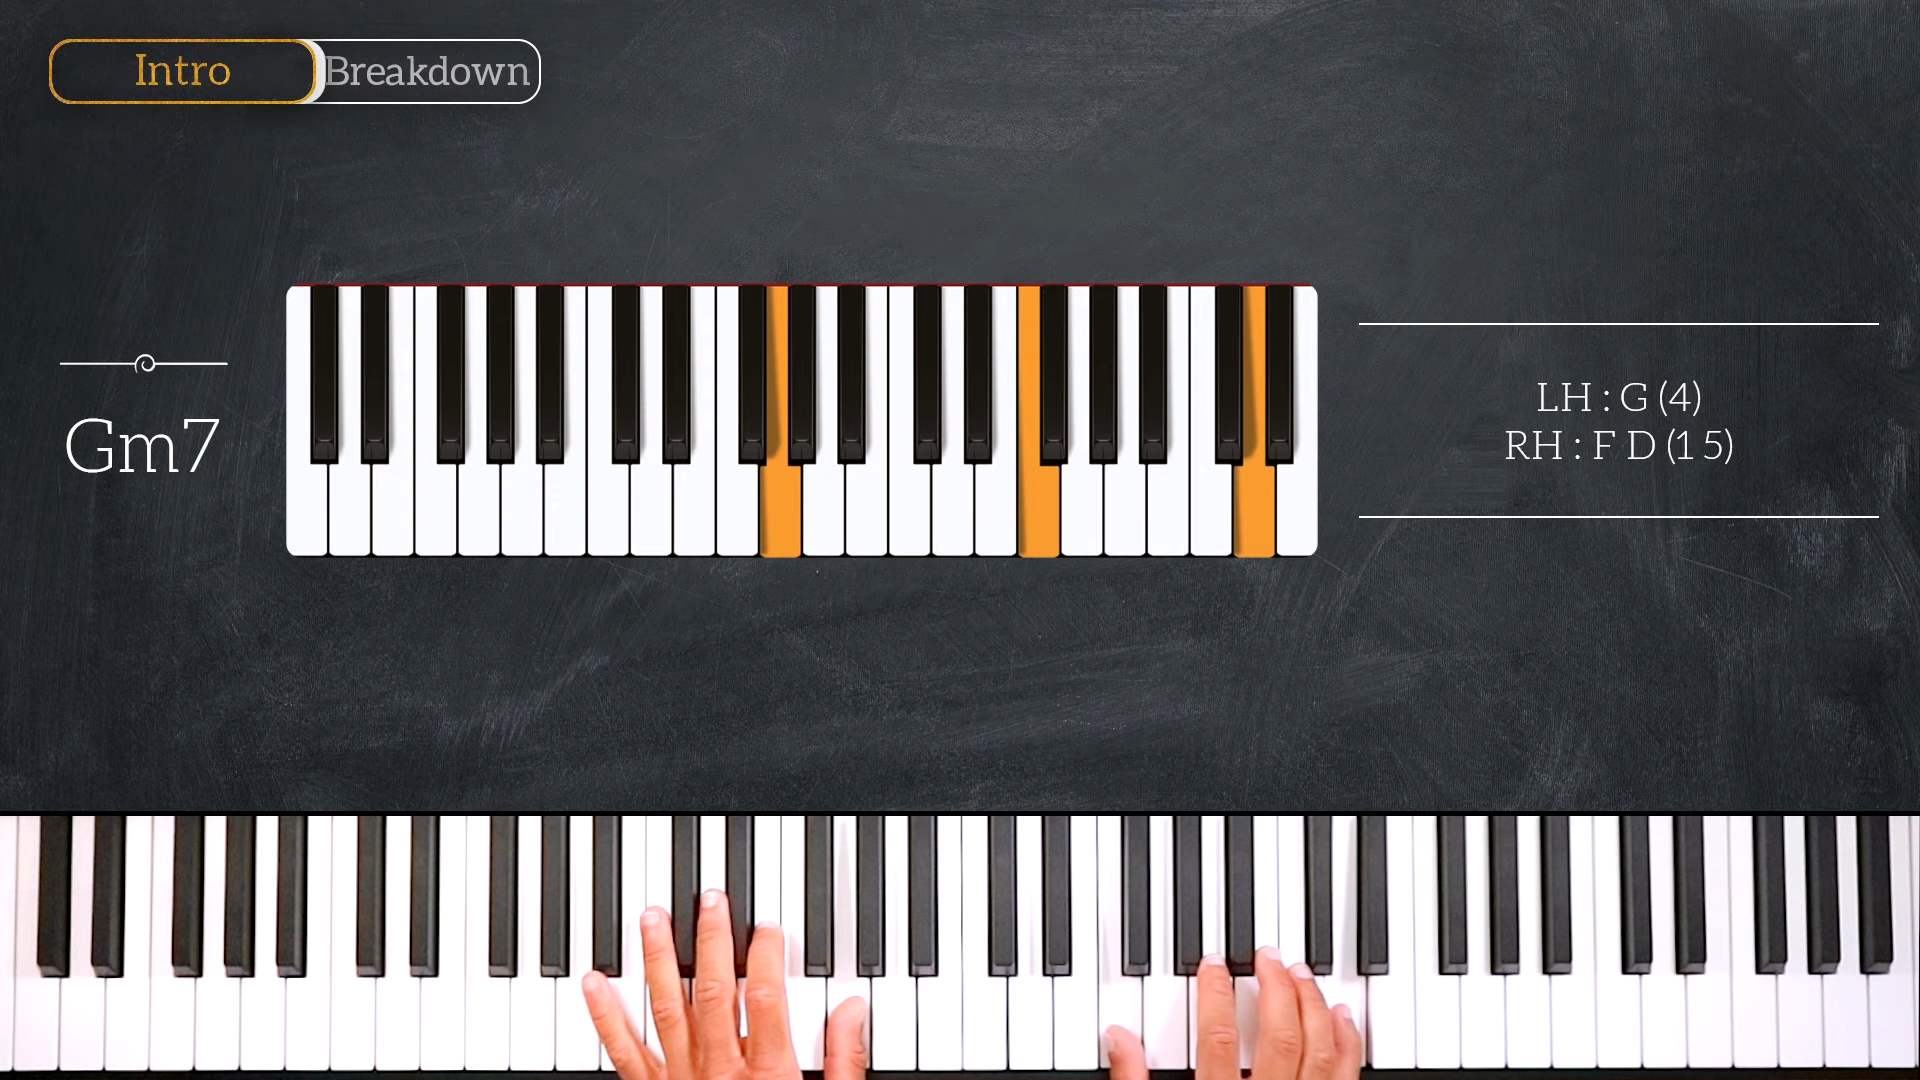 Intro
Breakdown
Gm7
LH : G (4)
RH : F D (1 5)